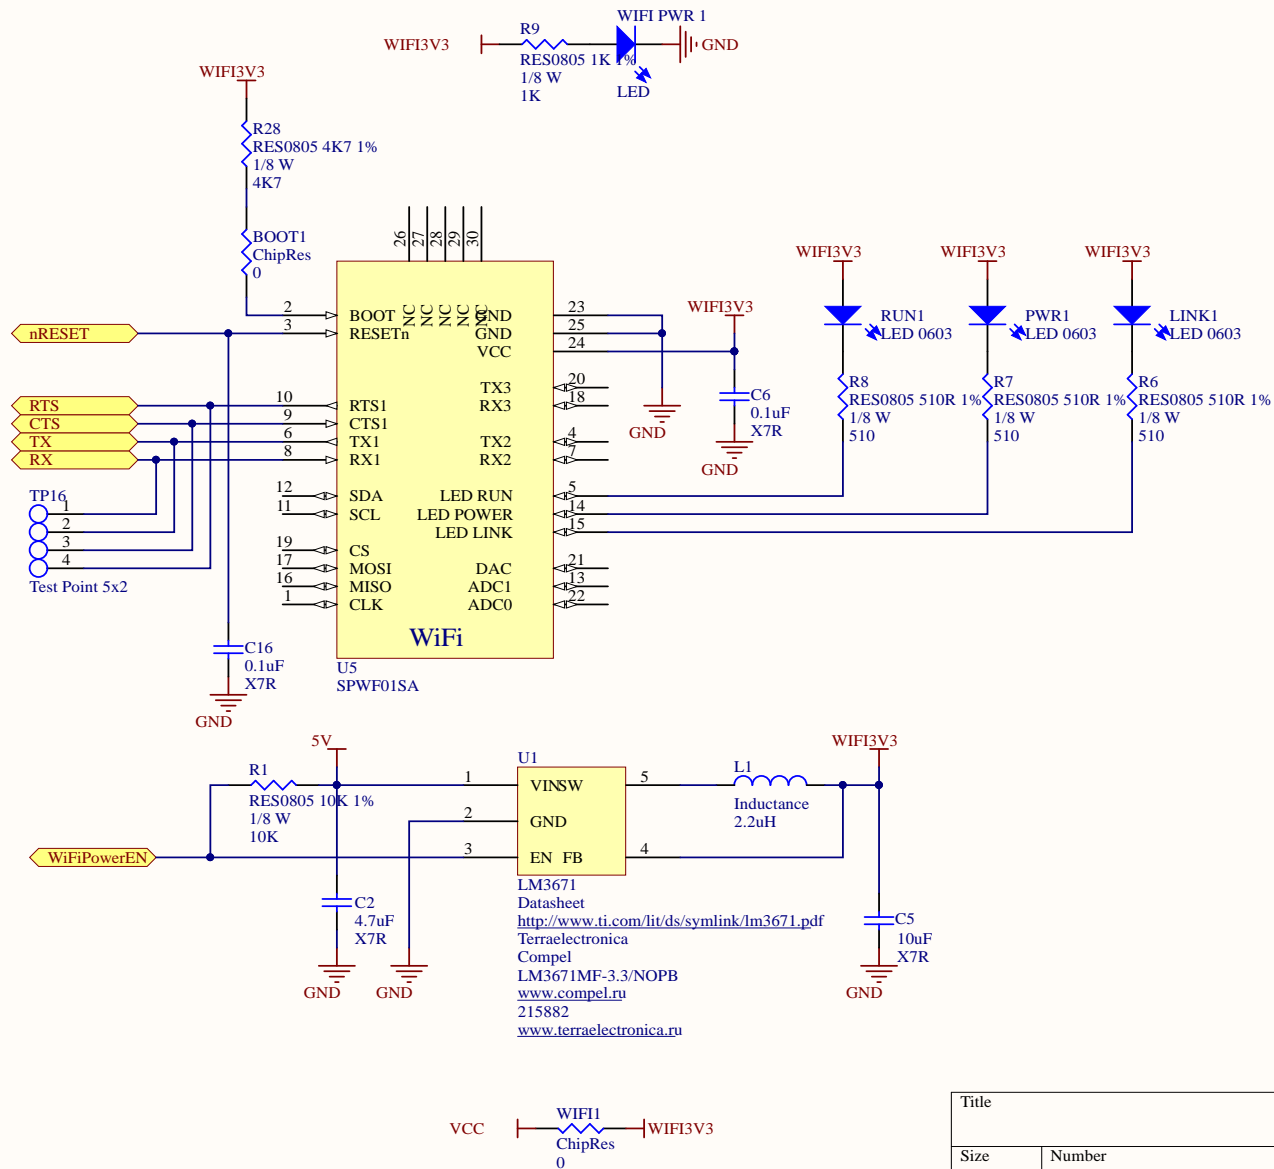 WIFI PWR 1
R9
WIFI3V3
GND
RES0805 1K 1%
1/8 W
1K
LED
WIFI3V3
R28
RES0805 4K7 1%
1/8 W
4K7
BOOT1
ChipRes
0
26
27
28
29
30
NC
NC
NC
NC
NC
nRESET
RTS
CTS
TX
RX
2
3
10
9
6
8
12
11
19
17
16
1
BOOT
RESETn
RTS1
CTS1
TX1
RX1
SDA
SCL
CS
MOSI
MISO
CLK
GND
GND
VCC
TX3
RX3
TX2
RX2
LED RUN
LED POWER
LED LINK
DAC
ADC1
ADC0
23
25
24
20
18
4
7
5
14
15
21
13
22
WiFi
U5
SPWF01SA
TP16
1
2
3
4
Test Point 5x2
C16
0.1uF
X7R
GND
WIFI3V3
C6
0.1uF
X7R
GND
GND
WIFI3V3
RUN1
LED 0603
R8
RES0805 510R 1%
1/8 W
510
WIFI3V3
PWR1
LED 0603
R7
RES0805 510R 1%
1/8 W
510
WIFI3V3
LINK1
LED 0603
R6
RES0805 510R 1%
1/8 W
510
5V
R1
RES0805 10K 1%
1/8 W
10K
WiFiPowerEN
C2
4.7uF
X7R
GND
GND
U1
1
2
3
VIN
SW
GND
EN
FB
5
4
LM3671
Datasheet
http://www.ti.com/lit/ds/symlink/lm3671.pdf
Terraelectronica
Compel
LM3671MF-3.3/NOPB
www.compel.ru
215882
www.terraelectronica.ru
L1
Inductance
2.2uH
WIFI3V3
C5
10uF
X7R
GND
VCC
WIFI1
WIFI3V3
ChipRes
0
Title
Size
Number